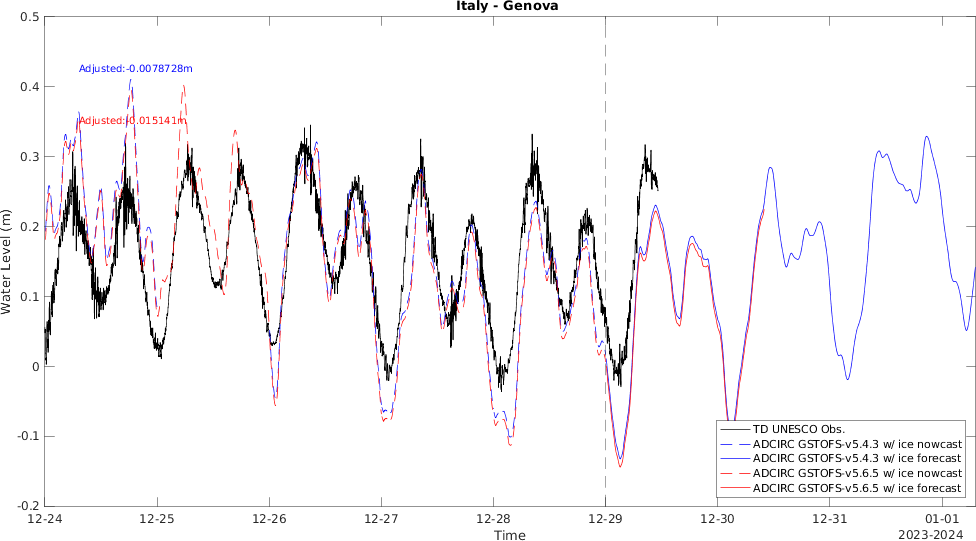 Italy - Genova
0.5
0.4
0.3
0.2
0.1
0
-0.1
-0.2
Water Level (m)
Adjusted:-0.0078728m
Adjusted:-0.015141m
TD UNESCO Obs.
ADCIRC GSTOFS-v5.4.3 w/ ice nowcast
ADCIRC GSTOFS-v5.4.3 w/ ice forecast
ADCIRC GSTOFS-v5.6.5 w/ ice nowcast
ADCIRC GSTOFS-v5.6.5 w/ ice forecast
12-24 12-25 12-26 12-27 12-28 12-29 12-30 12-31 01-01
Time
2023-2024